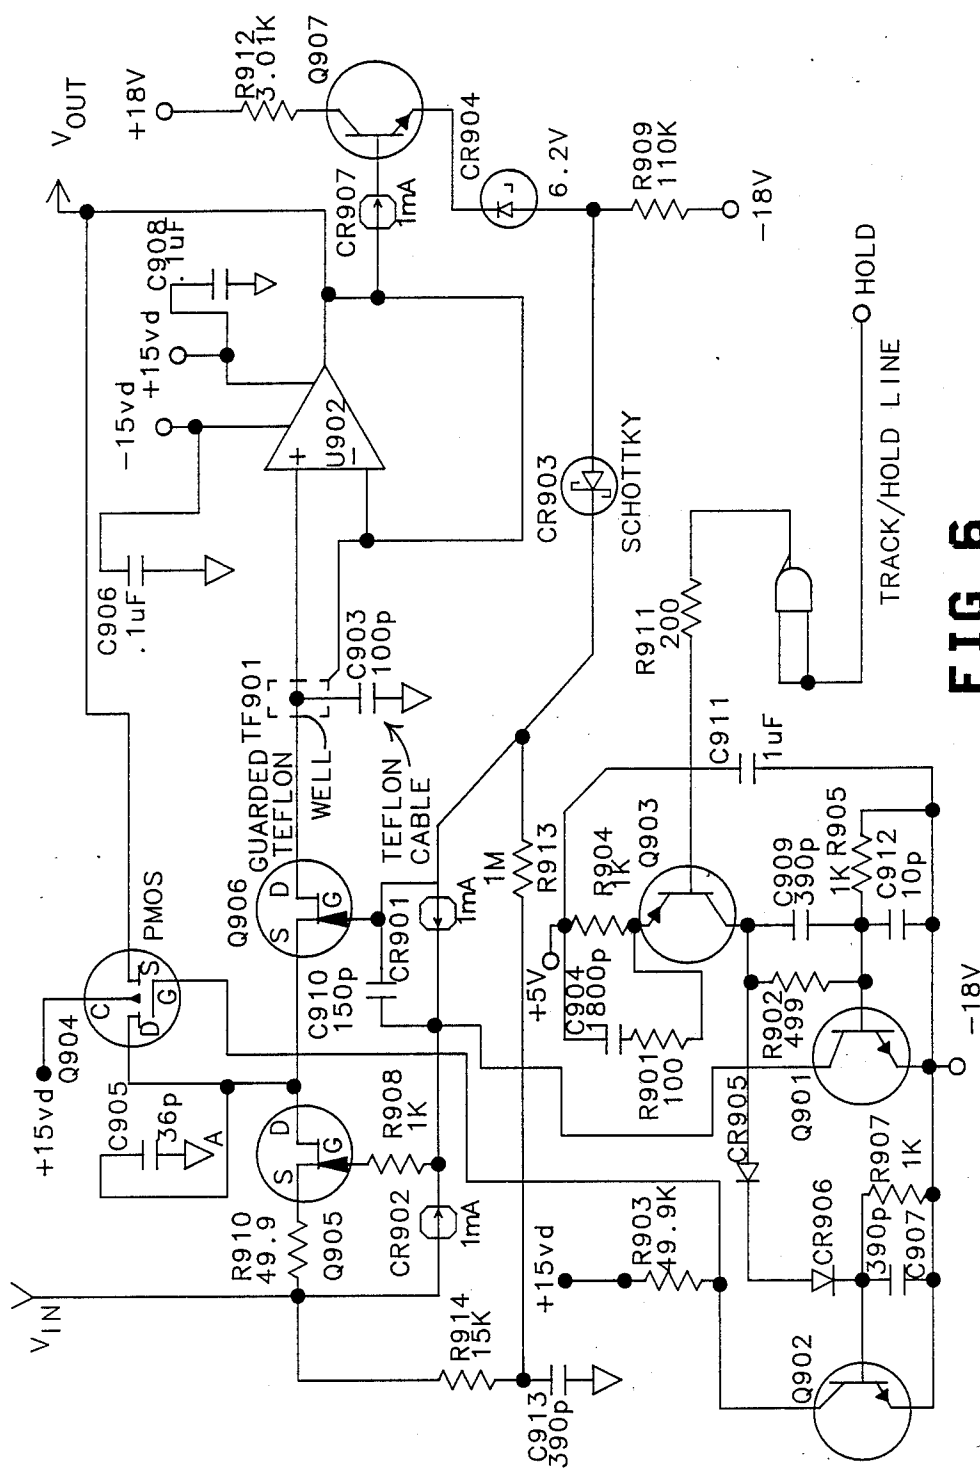 V_IN
V_OUT
+15vd
Q904
PMOS
C
D
S
G
C905
36p
A
C906
.1uF
-15vd
+15vd
C908
.1uF
+18V
R912
3.01K
Q907
R910
49.9
Q905
S
D
G
R908
1K
CR902
1mA
C910
150p
Q906
S
D
G
CR901
1mA
GUARDED
TEFLON
WELL
TF901
TEFLON
CABLE
C903
100p
+
U902
−
CR907
1mA
CR904
6.2V
R909
110K
-18V
CR903
SCHOTTKY
R914
15K
C913
390p
1M
R913
+15vd
R903
49.9K
Q902
CR906
390p
C907
R907
1K
CR905
Q901
R902
499
R901
100
C904
1800p
+5V
R904
1K
Q903
C909
390p
1K
R905
C912
10p
C911
1uF
R911
200
HOLD
TRACK/HOLD LINE
-18V
FIG 6